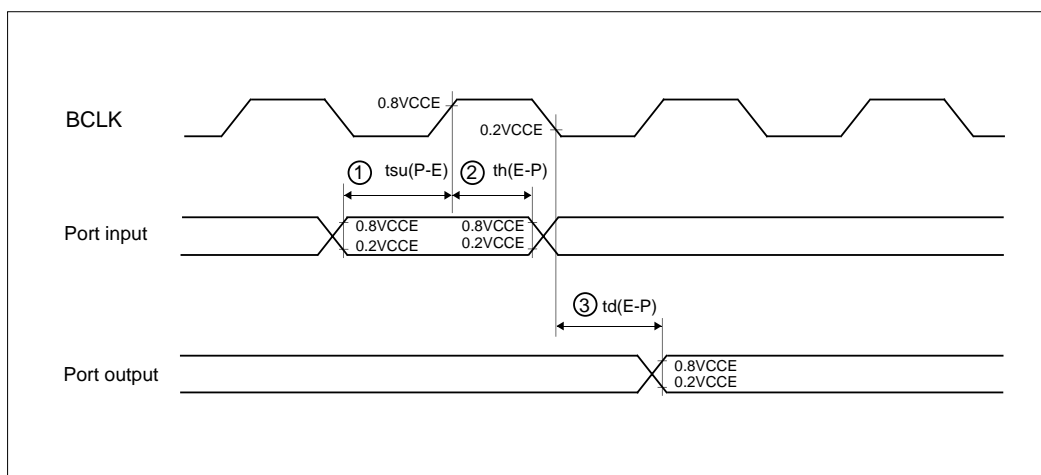 BCLK
0.8VCCE
0.2VCCE
① tsu(P-E)
② th(E-P)
Port input
0.8VCCE
0.2VCCE
0.8VCCE
0.2VCCE
③ td(E-P)
Port output
0.8VCCE
0.2VCCE